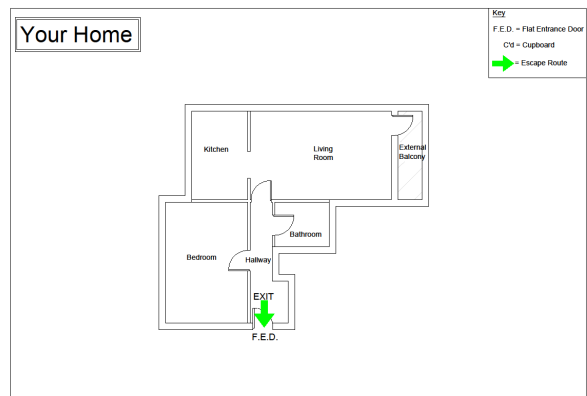 Your Home
Key
F.E.D. = Flat Entrance Door
C'd = Cupboard
= Escape Route
Kitchen
Living
Room
External
Balcony
Bathroom
Bedroom
Hallway
EXIT
F.E.D.